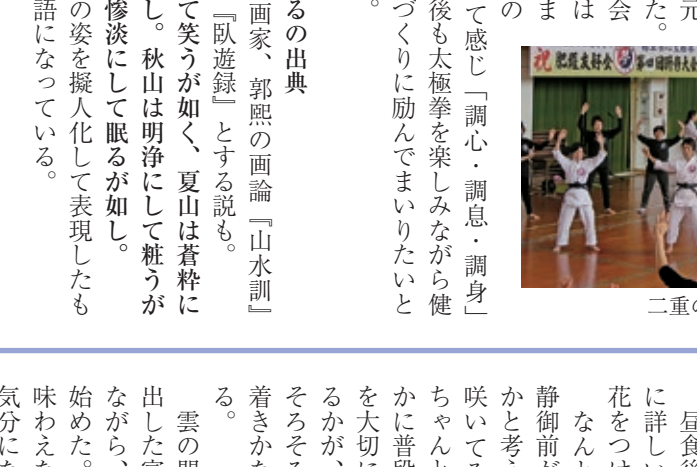 元
た。
会
は
ま
の
て感じ「調心・調息・調身」
後も太極拳を楽しみながら健
づくりに励んでまいりたいと
。
祝
二重の
るの出典
画家、郭熙の画論『山水訓』
『臥遊録』とする説も。
て笑うが如く、夏山は蒼粋に
し。秋山は明浄にして粧うが
惨淡にして眠るが如し。
の姿を擬人化して表現したも
語になっている。
昼食後
に詳しい
花をつけ
なんと
静御前が
かと考え
咲いてる
ちゃんと
かに普段
を大切に
るかが、
そろそろ
着きかな
る。
雲の間
出した富
ながら、
始めた。
味わえた
気分にな